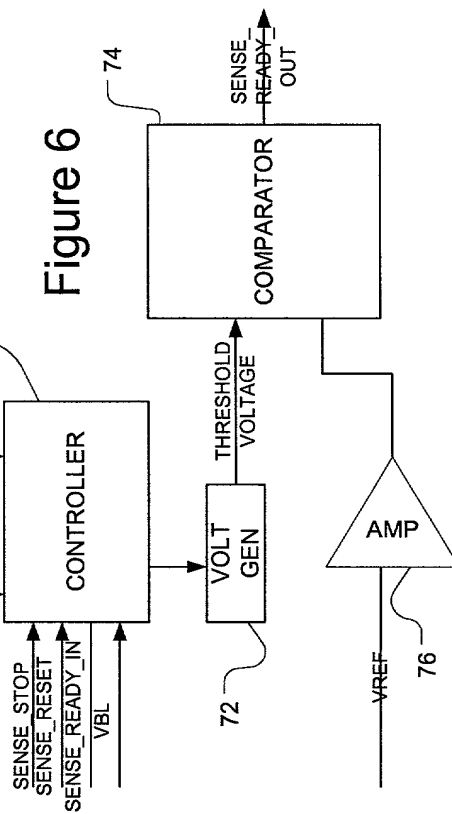 Figure 6
74
SENSE_
READY_
OUT
COMPARATOR
THRESHOLD
VOLTAGE
CONTROLLER
SENSE_STOP
SENSE_RESET
SENSE_READY_IN
VBL
VOLT
GEN
72
AMP
VREF
76